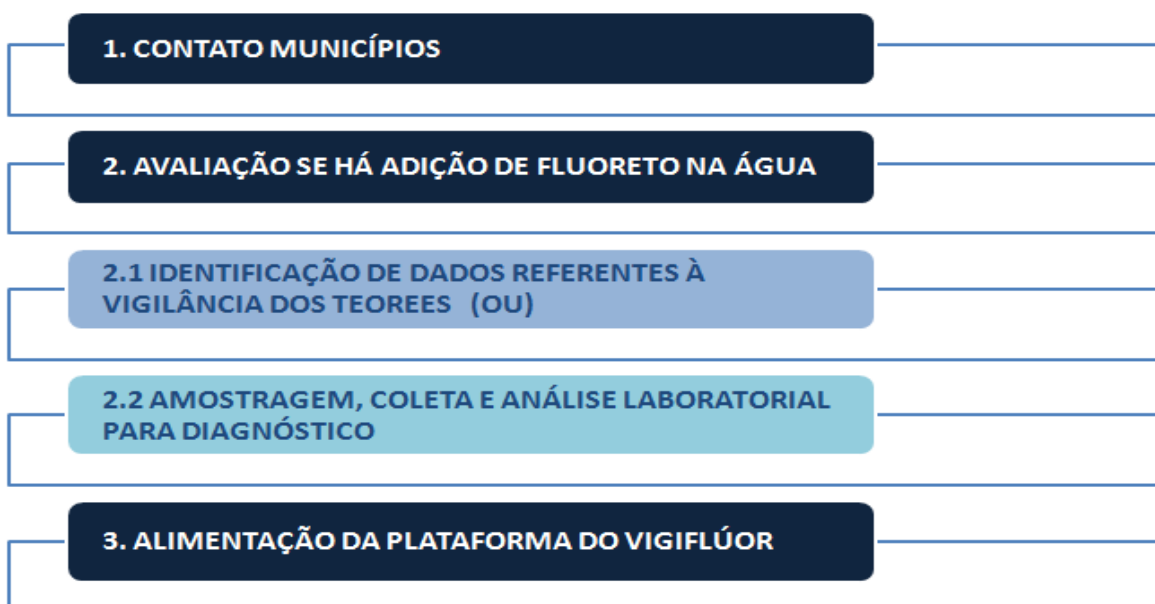 1. CONTATO MUNICÍPIOS
2. AVALIAÇÃO SE HÁ ADIÇÃO DE FLUORETO NA ÁGUA
2.1 IDENTIFICAÇÃO DE DADOS REFERENTES À
VIGILÂNCIA DOS TEOREES (OU)
2.2 AMOSTRAGEM, COLETA E ANÁLISE LABORATORIAL
PARA DIAGNÓSTICO
3. ALIMENTAÇÃO DA PLATAFORMA DO VIGIFLÚOR